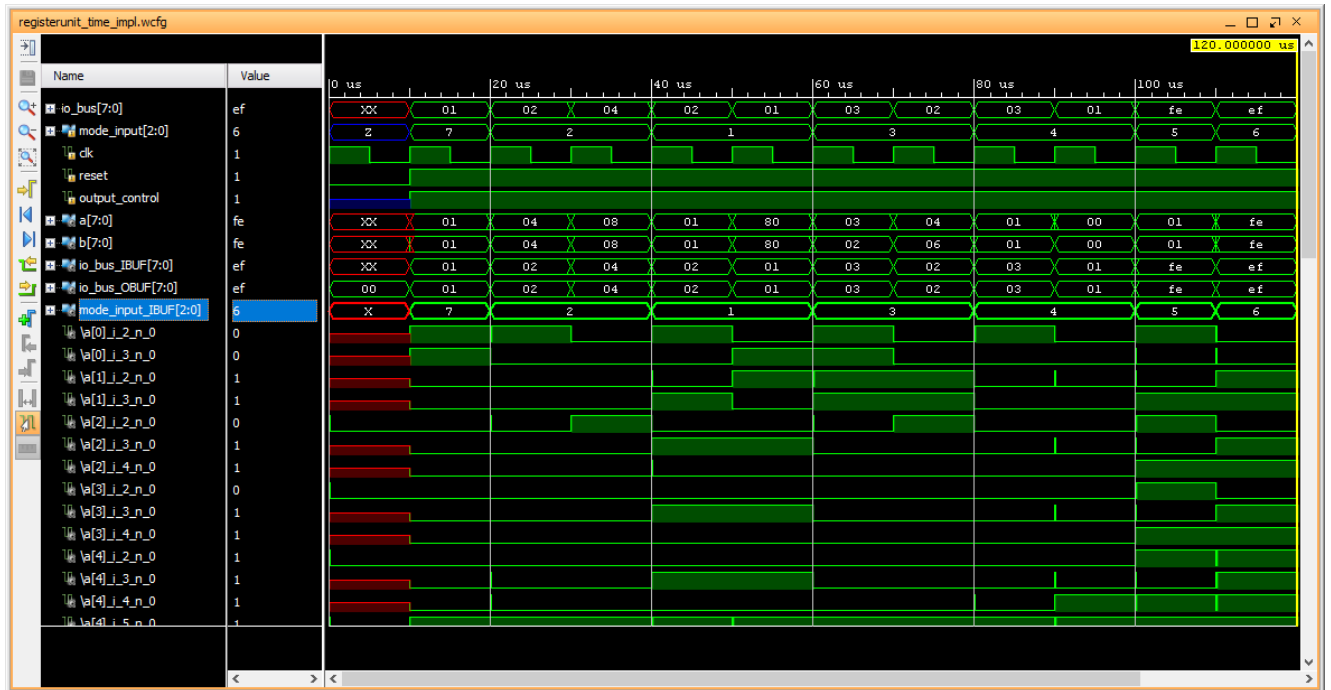 registerunit_time_impl.wcfg
120.000000 us
Name Value
0 us 20 us 40 us 60 us 80 us 100 us
io_bus[7:0] ef XX 01 02 04 02 01 03 02 03 01 fe ef
mode_input[2:0] 6 Z 7 2 1 3 4 5 6
clk 1
reset 1
output_control 1
a[7:0] fe XX 01 04 08 01 80 03 04 01 00 01 fe
b[7:0] fe XX 01 04 08 01 80 02 06 01 00 01 fe
io_bus_IBUF[7:0] ef XX 01 02 04 02 01 03 02 03 01 fe ef
io_bus_OBUF[7:0] ef 00 01 02 04 02 01 03 02 03 01 fe ef
mode_input_IBUF[2:0] 6 X 7 2 1 3 4 5 6
\a[0]_i_2_n_0 0
\a[0]_i_3_n_0 0
\a[1]_i_2_n_0 1
\a[1]_i_3_n_0 1
\a[2]_i_2_n_0 0
\a[2]_i_3_n_0 1
\a[2]_i_4_n_0 1
\a[3]_i_2_n_0 0
\a[3]_i_3_n_0 1
\a[3]_i_4_n_0 1
\a[4]_i_2_n_0 1
\a[4]_i_3_n_0 1
\a[4]_i_4_n_0 1
\a[4]_i_5_n_0 1